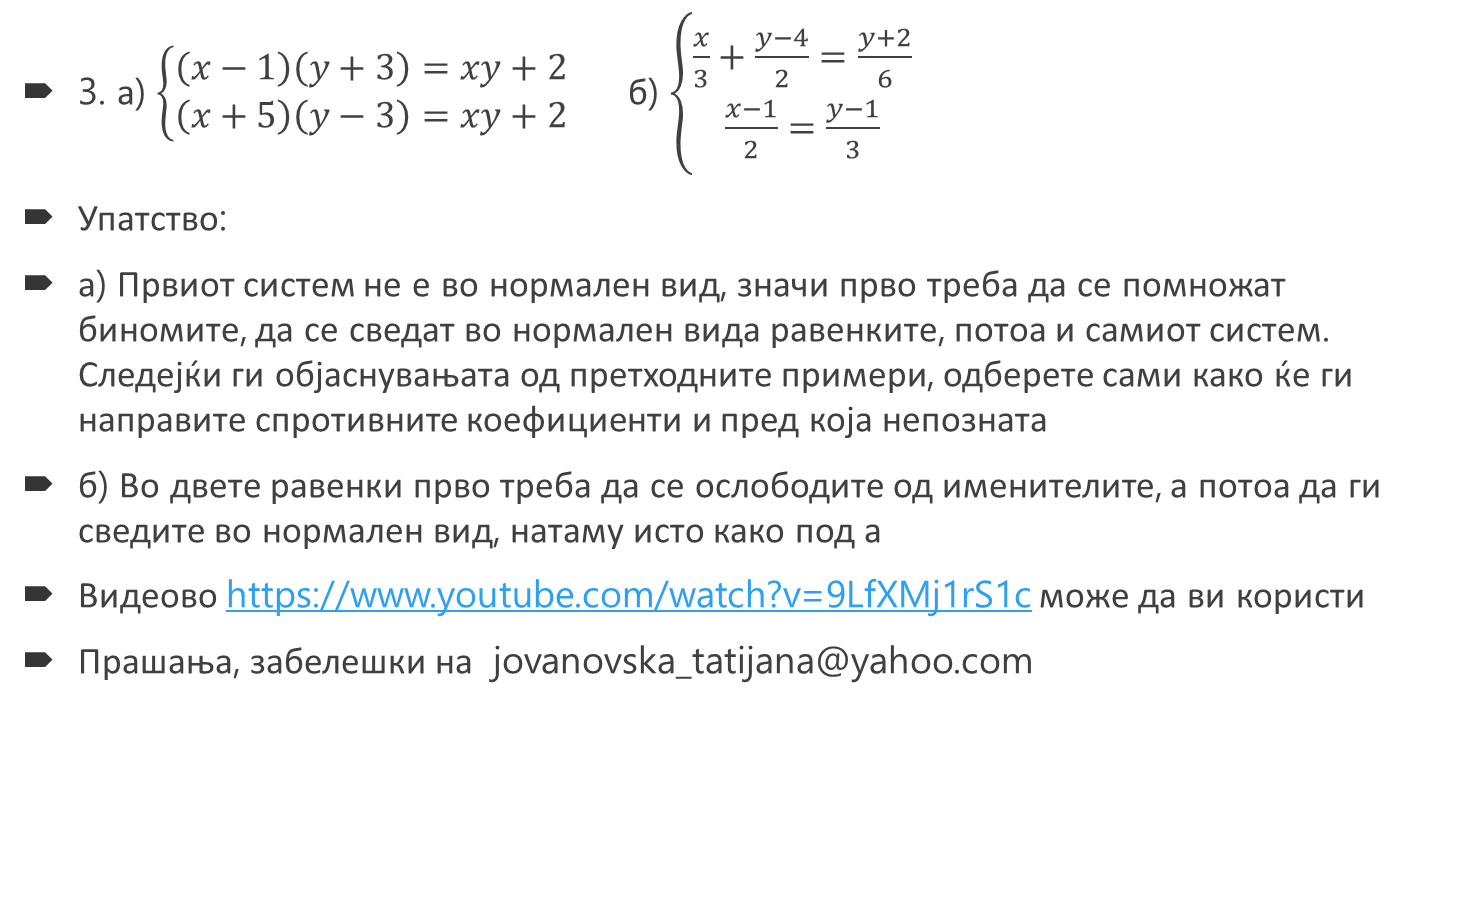 3. а) {(x − 1)(y + 3) = xy + 2
(x + 5)(y − 3) = xy + 2
б) {x/3 + y−4/2 = y+2/6
x−1/2 = y−1/3
Упатство:
а) Првиот систем не е во нормален вид, значи прво треба да се помножат
биномите, да се сведат во нормален вида равенките, потоа и самиот систем.
Следејќи ги објаснувањата од претходните примери, одберете сами како ќе ги
направите спротивните коефициенти и пред која непозната
б) Во двете равенки прво треба да се ослободите од именителите, а потоа да ги
сведите во нормален вид, натаму исто како под а
Видеово https://www.youtube.com/watch?v=9LfXMj1rS1c може да ви користи
Прашања, забелешки на jovanovska_tatijana@yahoo.com